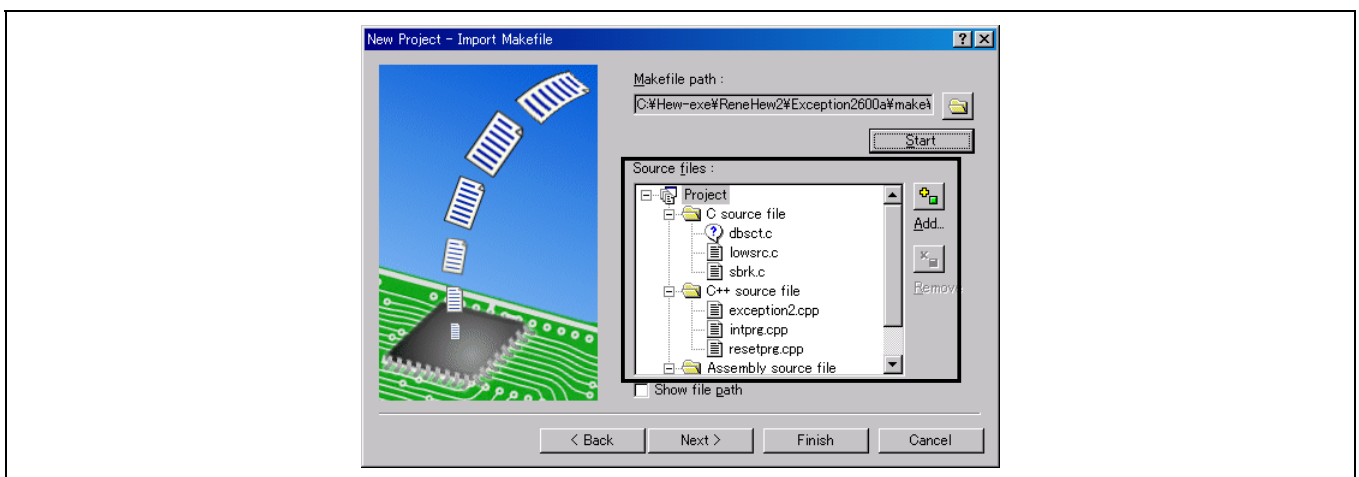 New Project - Import Makefile
Makefile path :
C:¥Hew-exe¥ReneHew2¥Exception2600a¥make¥
Start
Source files :
Project
C source file
dbsct.c
lowsrc.c
sbrk.c
C++ source file
exception2.cpp
intprg.cpp
resetprg.cpp
Assembly source file
Add...
Remove
Show file path
< Back
Next >
Finish
Cancel